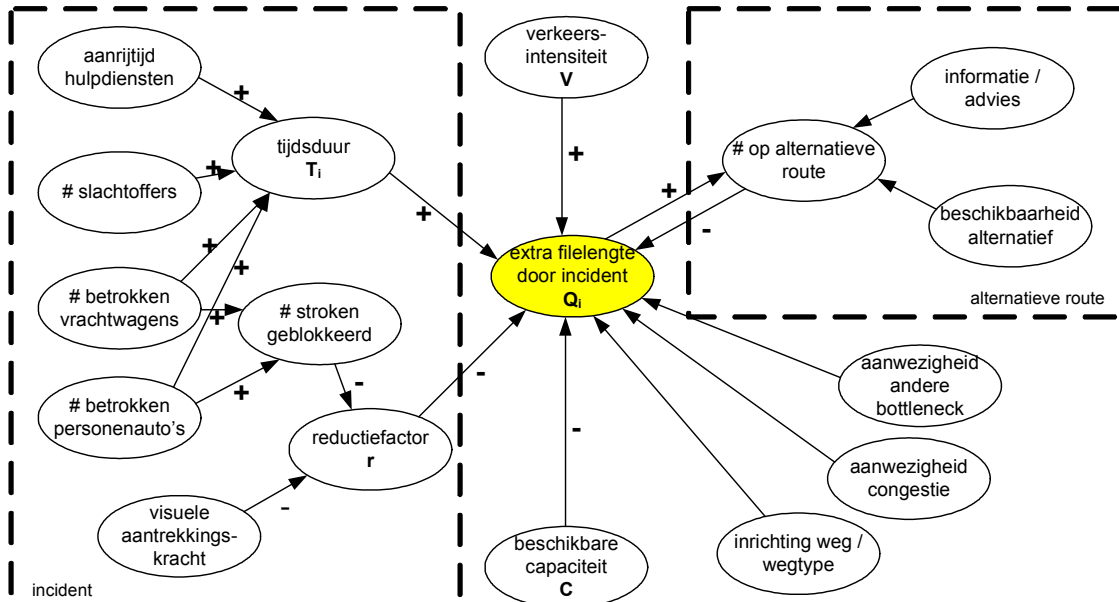 aanrijtijd
hulpdiensten
+
# slachtoffers
+
tijdsduur
Ti
+
# betrokken
vrachtwagens
+
+
+
# stroken
geblokkeerd
# betrokken
personenauto's
+
-
reductiefactor
r
-
visuele
aantrekkings-
kracht
-
incident
verkeers-
intensiteit
V
+
extra filelengte
door incident
Qi
-
beschikbare
capaciteit
C
+
-
# op alternatieve
route
informatie /
advies
beschikbaarheid
alternatief
alternatieve route
aanwezigheid
andere
bottleneck
aanwezigheid
congestie
inrichting weg /
wegtype